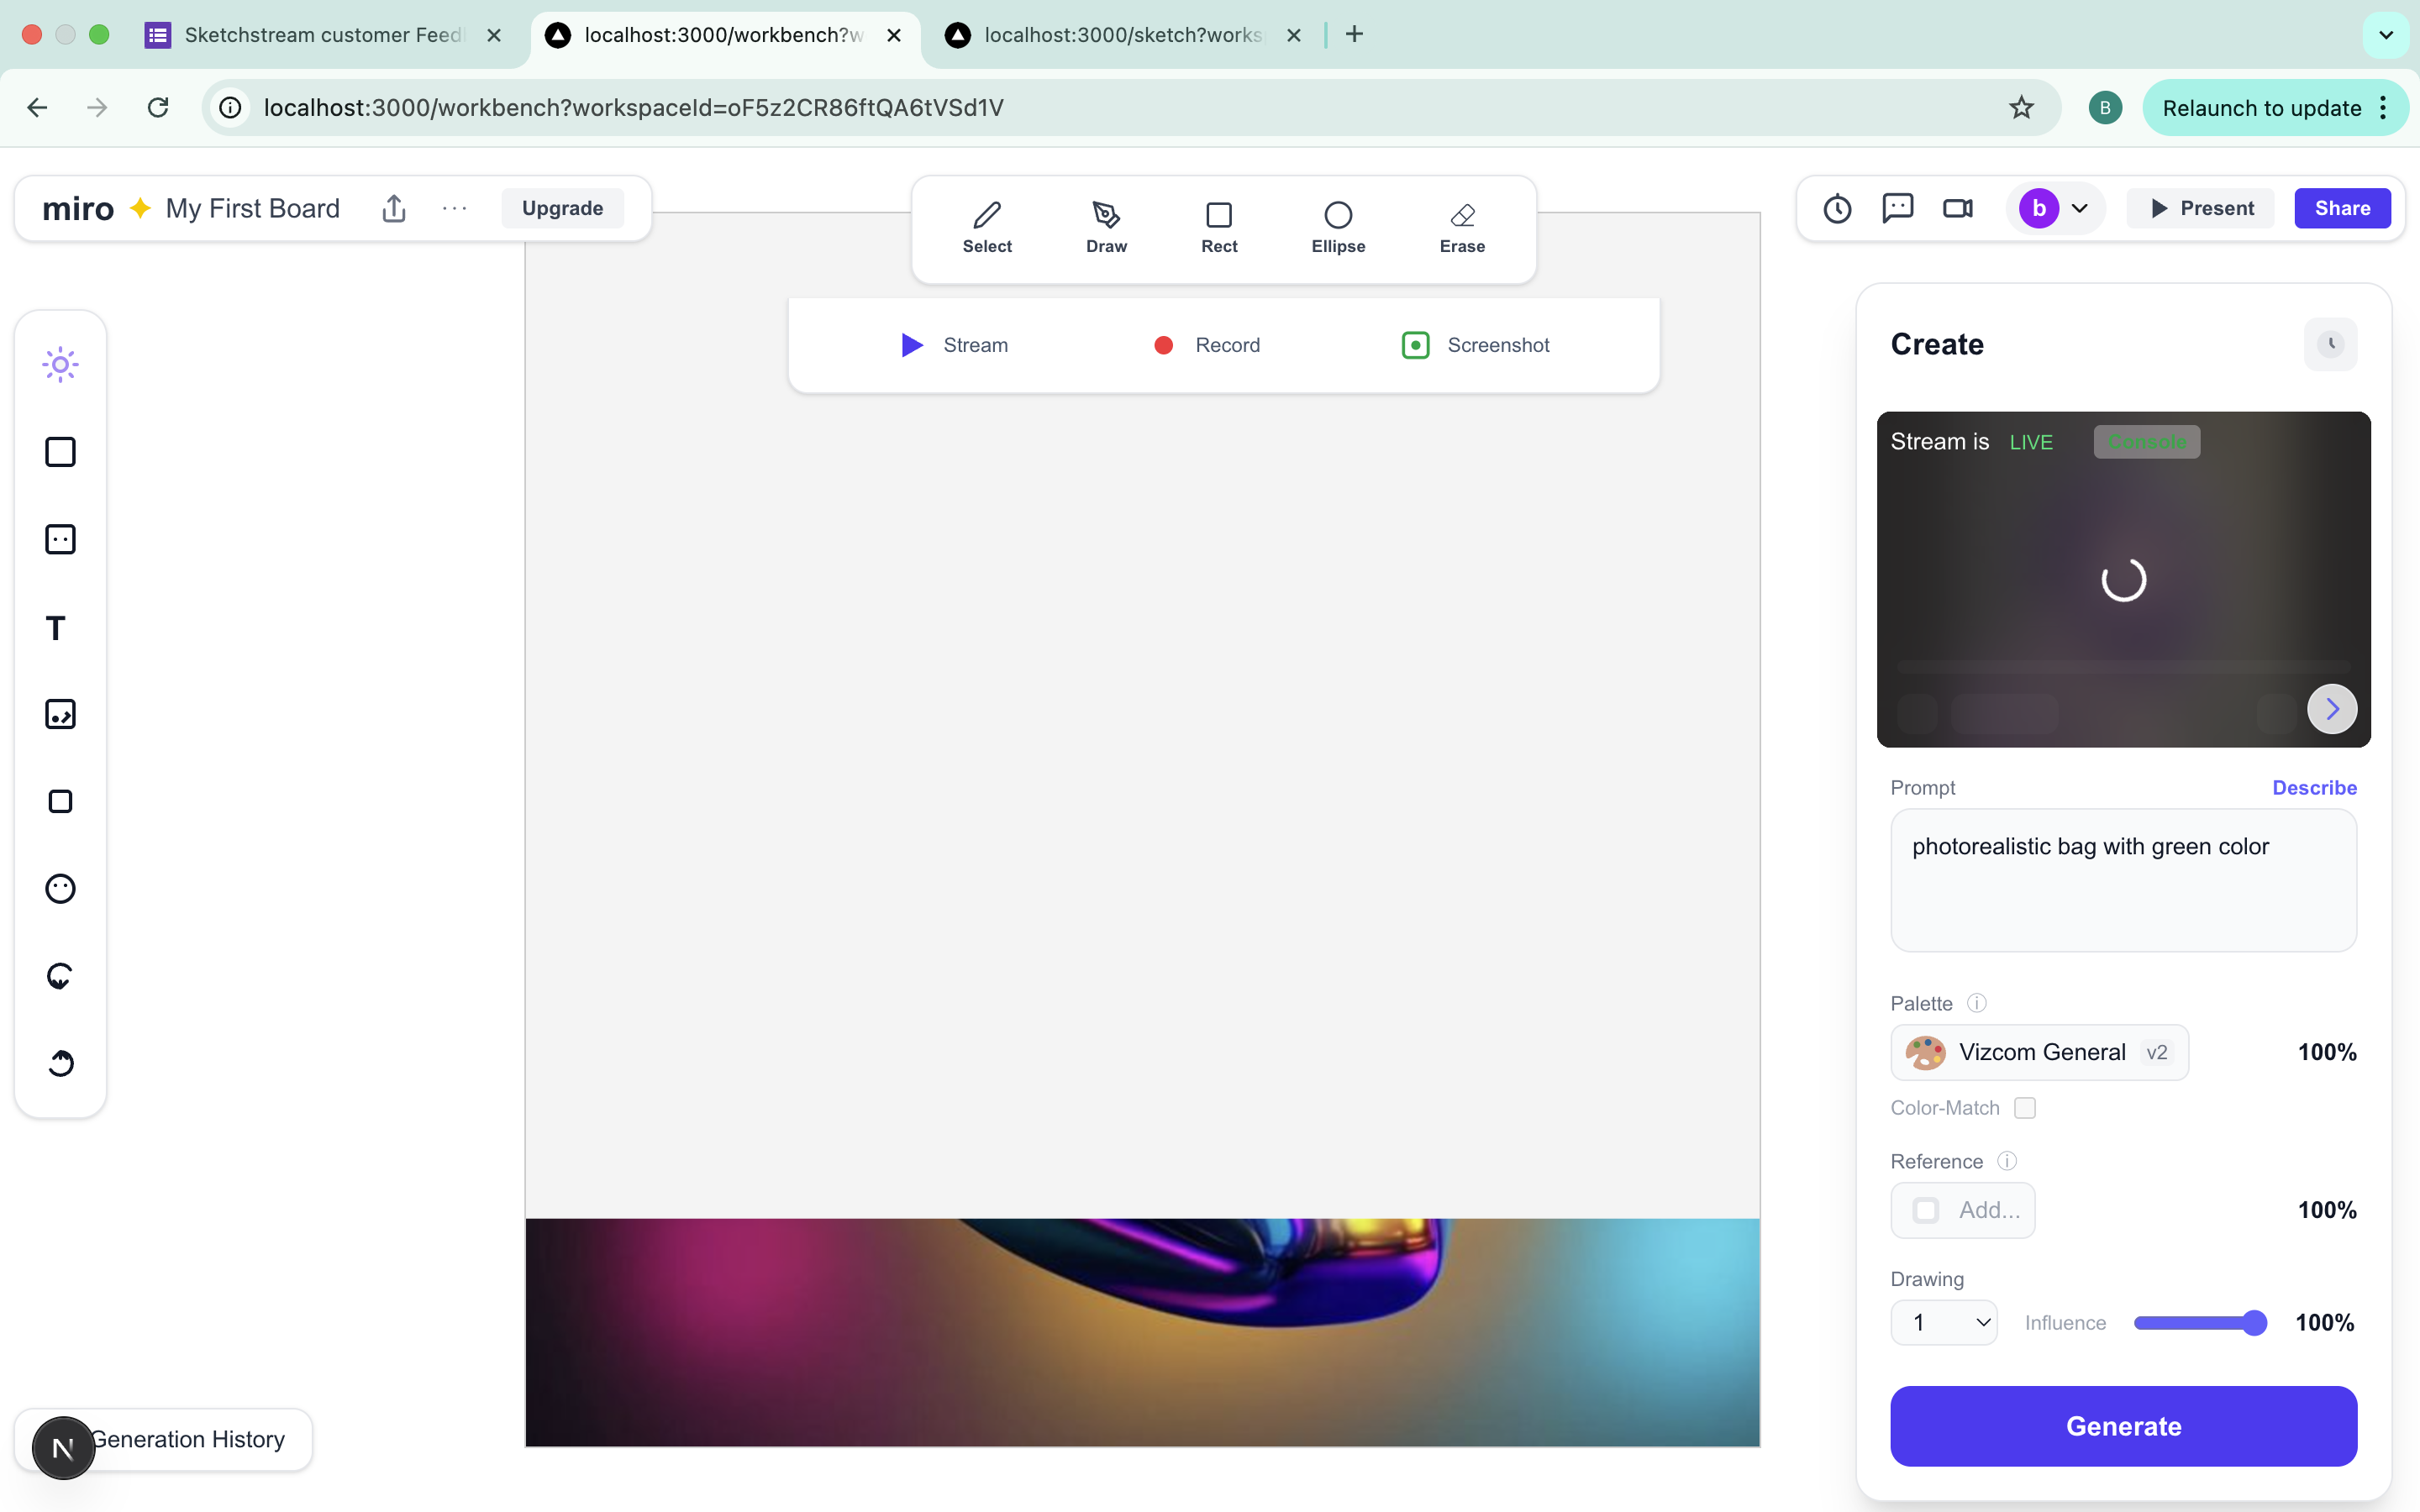 Sketchstream customer Feed
localhost:3000/workbench?w
localhost:3000/sketch?works
localhost:3000/workbench?workspaceId=oF5z2CR86ftQA6tVSd1V
B
Relaunch to update
miro
My First Board
Upgrade
Select
Draw
Rect
Ellipse
Erase
b
Present
Share
Stream
Record
Screenshot
Create
Stream is LIVE
Console
T
Prompt
Describe
photorealistic bag with green color
Palette
Vizcom General v2
100%
Color-Match
Reference
Add...
100%
Drawing
1
Influence
100%
Generate
N
Generation History